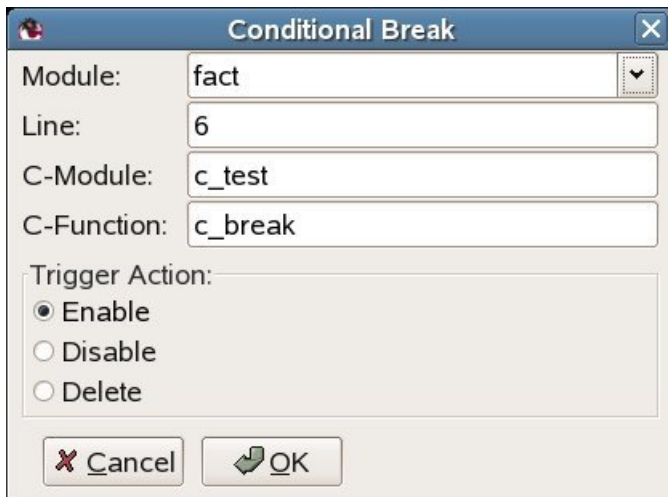 Conditional Break
Module: fact
Line: 6
C-Module: c_test
C-Function: c_break
Trigger Action:
Enable
Disable
Delete
Cancel OK